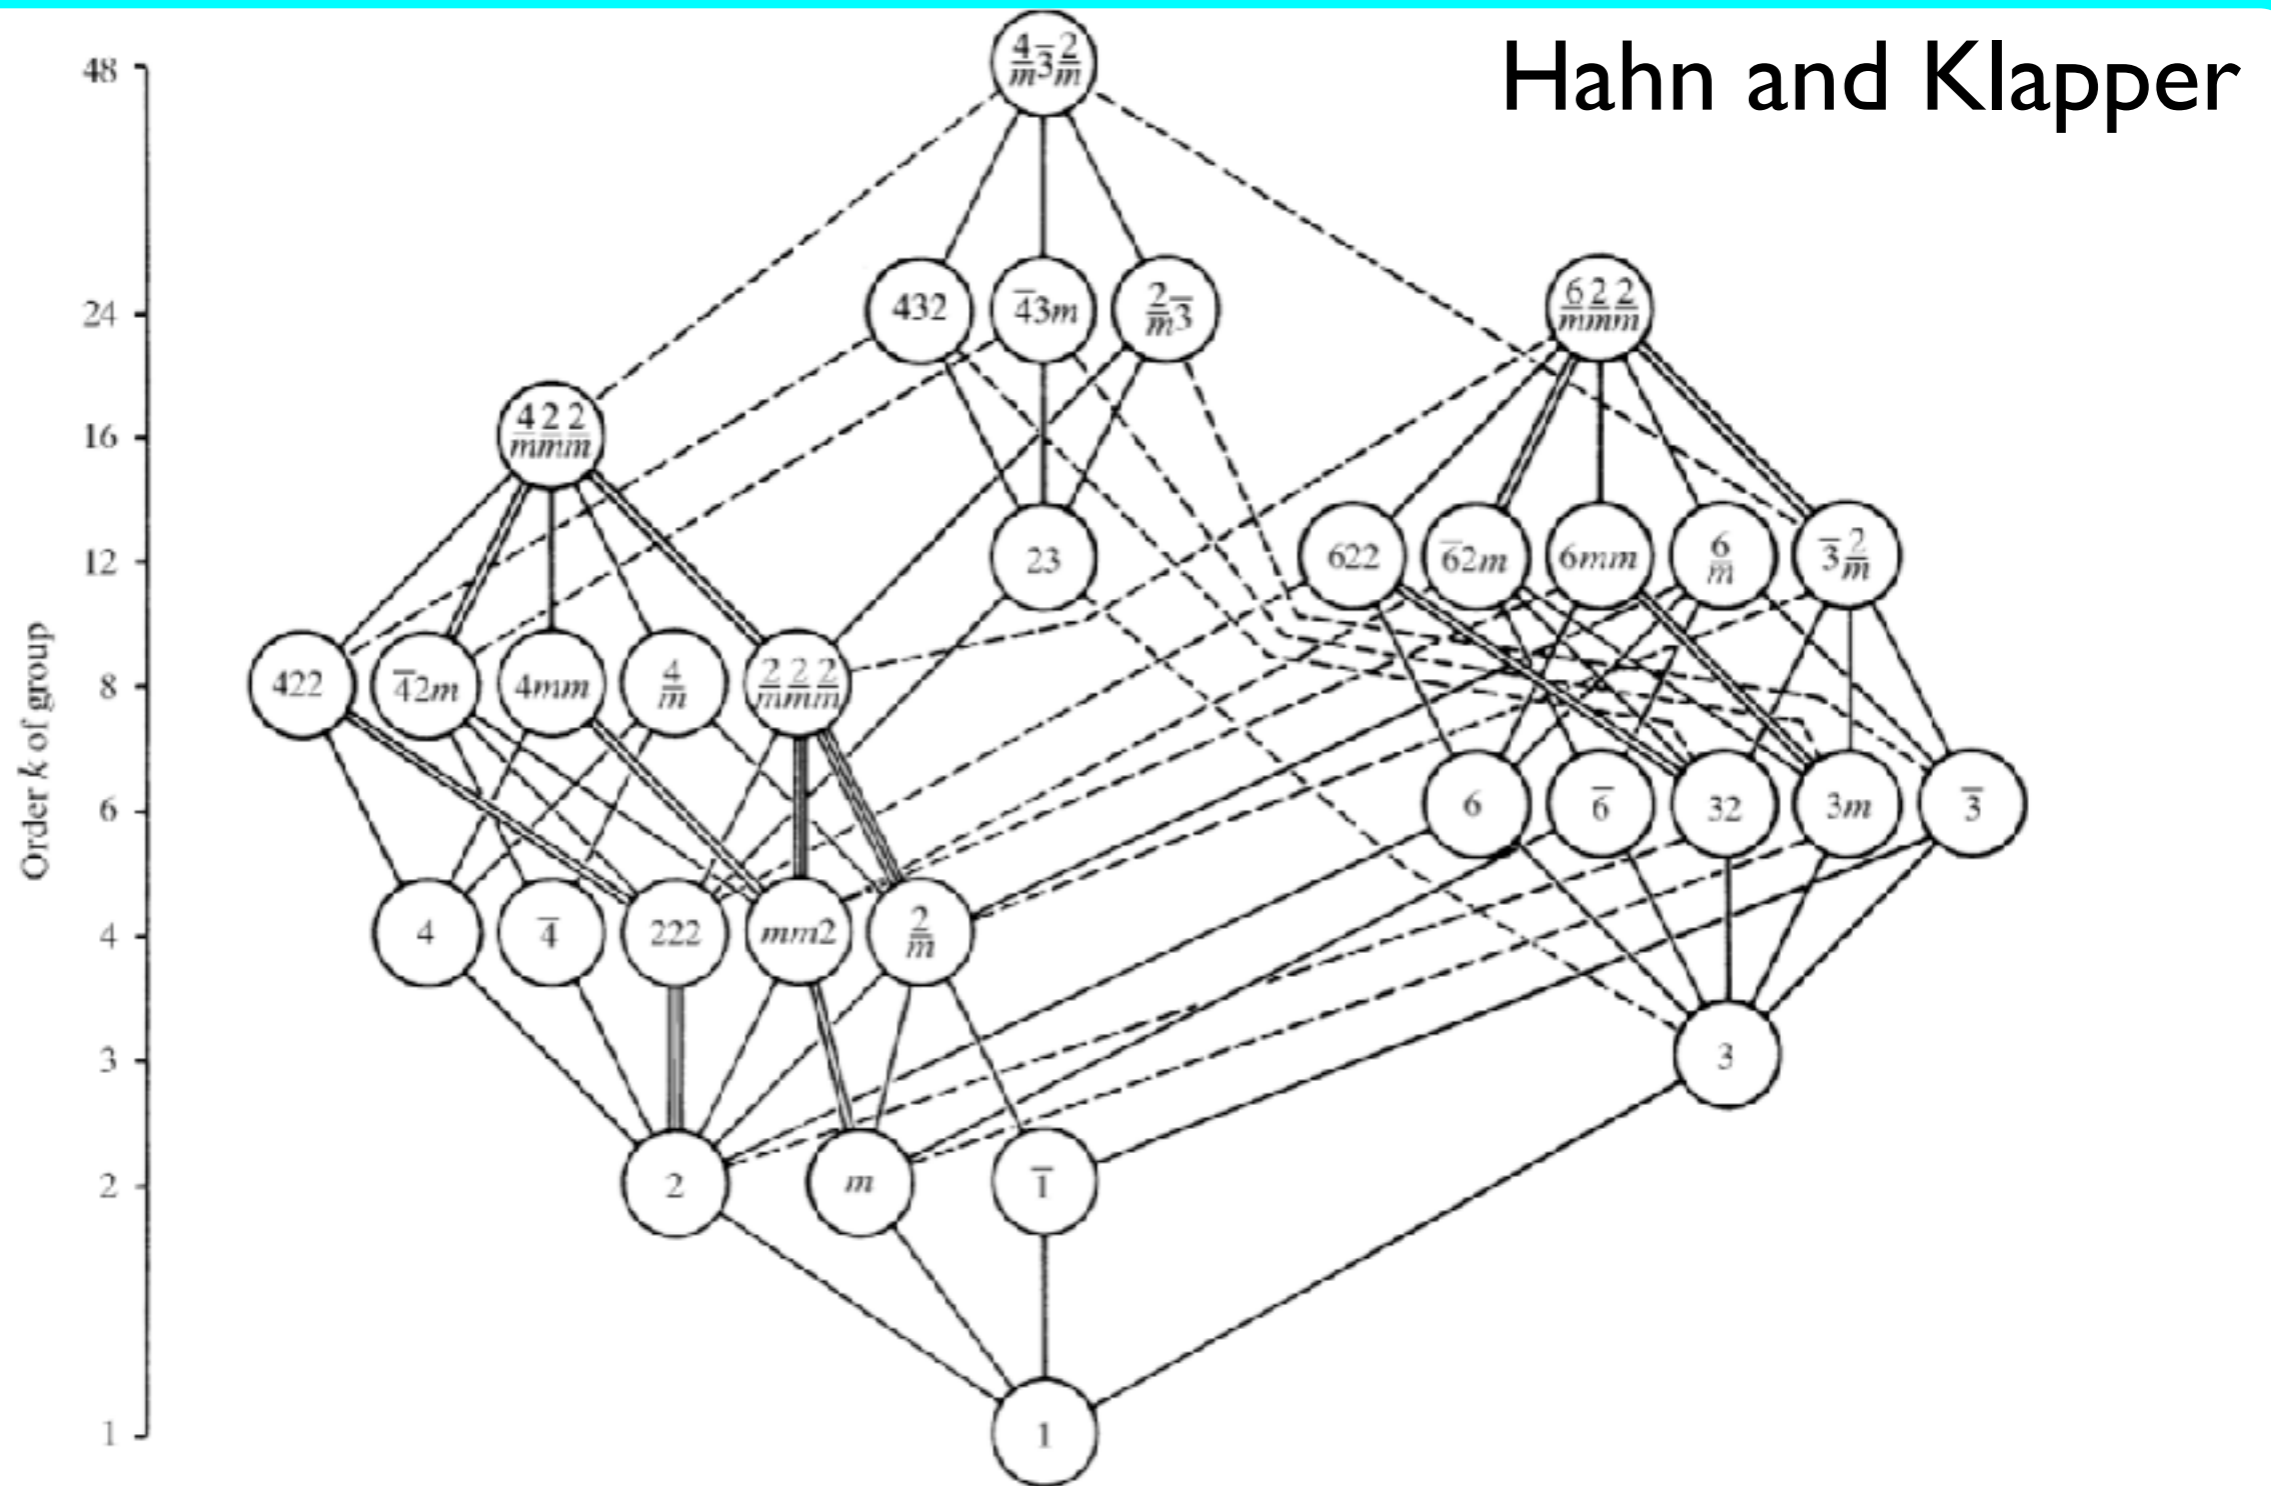 Hahn and Klapper
48
4/m 3̅ 2/m
24
432
4̅3m
2/m 3̅
6/m 2/m 2/m
16
4/m 2/m 2/m
12
23
622
6̅2m
6mm
6/m
3̅ 2/m
8
422
4̅2m
4mm
4/m
2/m 2/m 2/m
Order k of group
6
6
6̅
32
3m
3̅
4
4
4̅
222
mm2
2/m
3
3
2
2
m
1̅
1
1